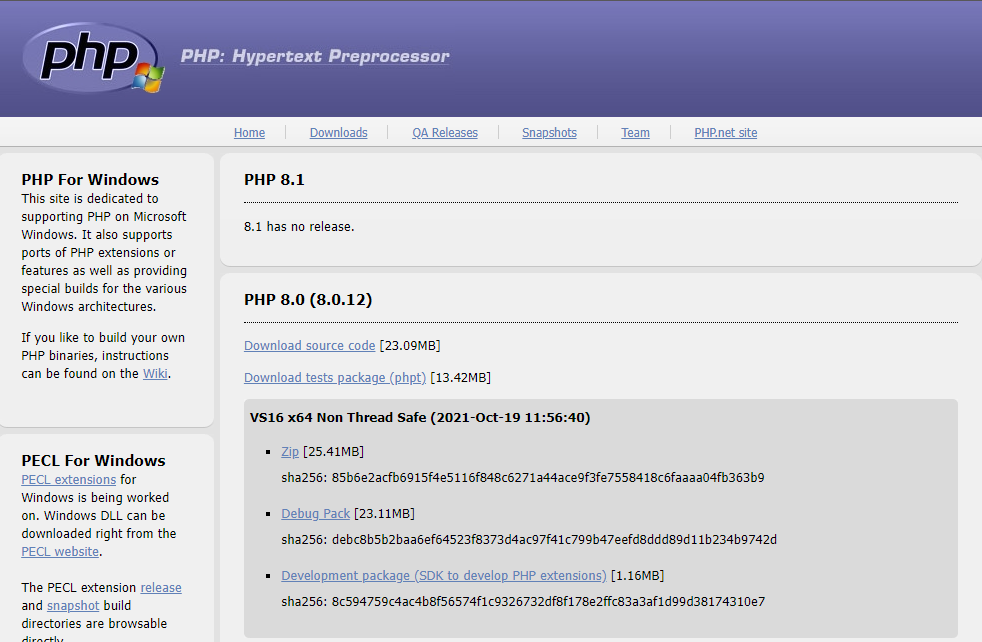 php
PHP: Hypertext Preprocessor
Home
Downloads
QA Releases
Snapshots
Team
PHP.net site
PHP For Windows
This site is dedicated to
supporting PHP on Microsoft
Windows. It also supports
ports of PHP extensions or
features as well as providing
special builds for the various
Windows architectures.
If you like to build your own
PHP binaries, instructions
can be found on the Wiki.
PECL For Windows
PECL extensions for
Windows is being worked
on. Windows DLL can be
downloaded right from the
PECL website.
The PECL extension release
and snapshot build
directories are browsable
directly.
PHP 8.1
8.1 has no release.
PHP 8.0 (8.0.12)
Download source code [23.09MB]
Download tests package (phpt) [13.42MB]
VS16 x64 Non Thread Safe (2021-Oct-19 11:56:40)
Zip [25.41MB]
sha256: 85b6e2acfb6915f4e5116f848c6271a44ace9f3fe7558418c6faaaa04fb363b9
Debug Pack [23.11MB]
sha256: debc8b5b2baa6ef64523f8373d4ac97f41c799b47eefd8ddd89d11b234b9742d
Development package (SDK to develop PHP extensions) [1.16MB]
sha256: 8c594759c4ac4b8f56574f1c9326732df8f178e2ffc83a3af1d99d38174310e7